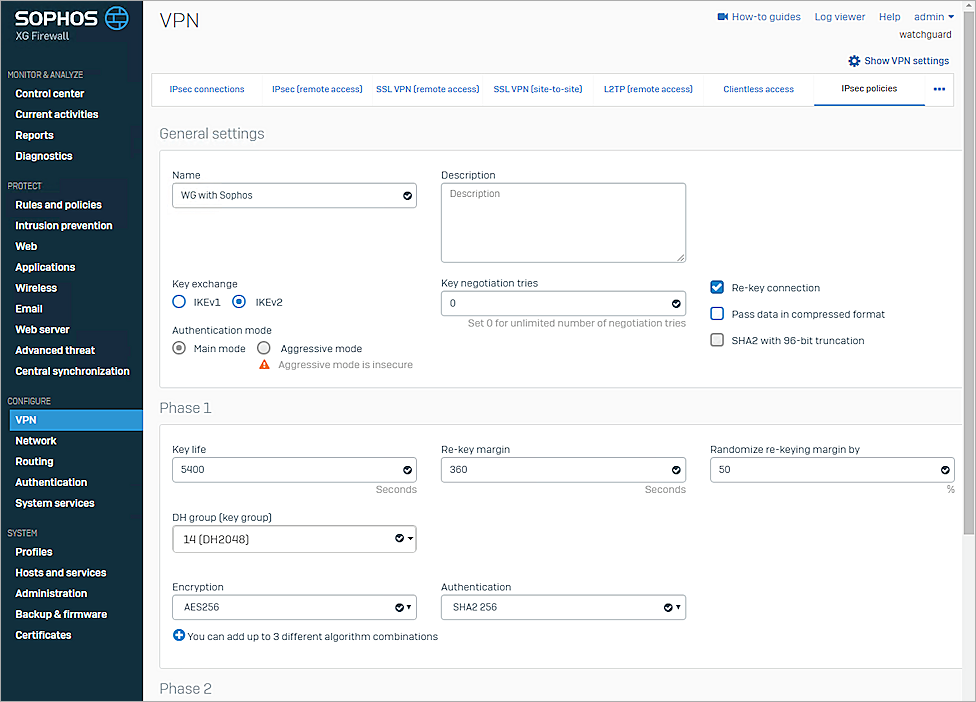 SOPHOS
XG Firewall
MONITOR & ANALYZE
Control center
Current activities
Reports
Diagnostics
PROTECT
Rules and policies
Intrusion prevention
Web
Applications
Wireless
Email
Web server
Advanced threat
Central synchronization
CONFIGURE
VPN
Network
Routing
Authentication
System services
SYSTEM
Profiles
Hosts and services
Administration
Backup & firmware
Certificates
VPN
How-to guides Log viewer Help admin
watchguard
Show VPN settings
IPsec connections IPsec (remote access) SSL VPN (remote access) SSL VPN (site-to-site) L2TP (remote access) Clientless access IPsec policies
General settings
Name Description
WG with Sophos Description
Key exchange Key negotiation tries
IKEv1 IKEv2 0 Re-key connection
Set 0 for unlimited number of negotiation tries Pass data in compressed format
Authentication mode
Main mode Aggressive mode SHA2 with 96-bit truncation
Aggressive mode is insecure
Phase 1
Key life Re-key margin Randomize re-keying margin by
5400 360 50
Seconds Seconds %
DH group (key group)
14 (DH2048)
Encryption Authentication
AES256 SHA2 256
You can add up to 3 different algorithm combinations
Phase 2